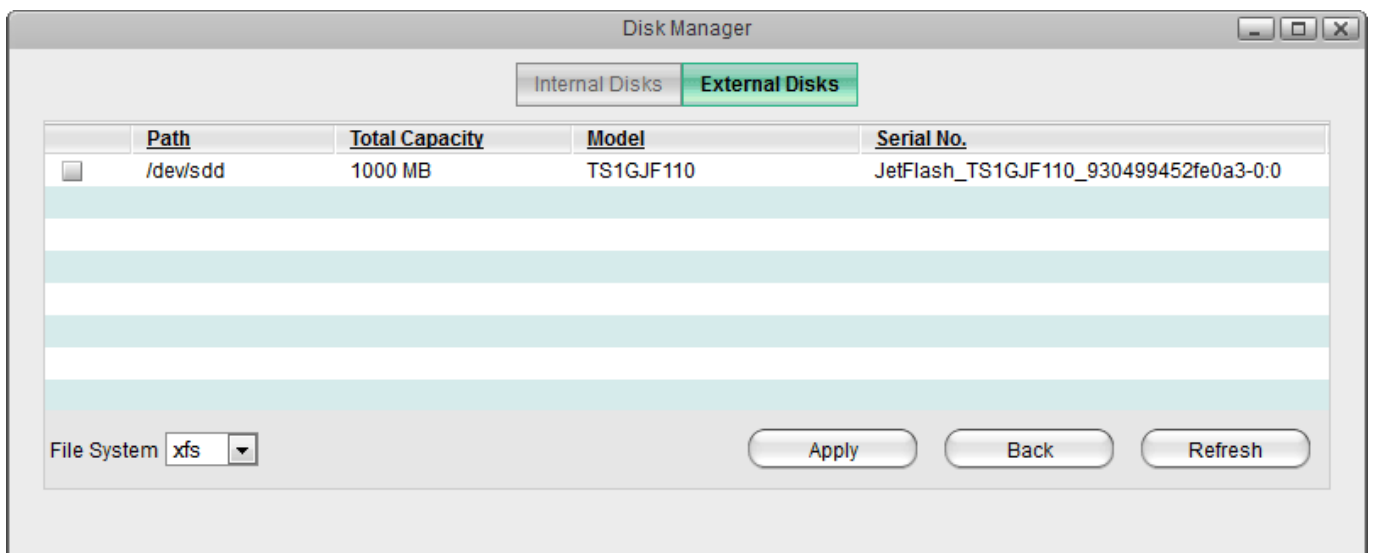 Disk Manager
Internal Disks External Disks
Path Total Capacity Model Serial No.
/dev/sdd 1000 MB TS1GJF110 JetFlash_TS1GJF110_930499452fe0a3-0:0
File System xfs Apply Back Refresh